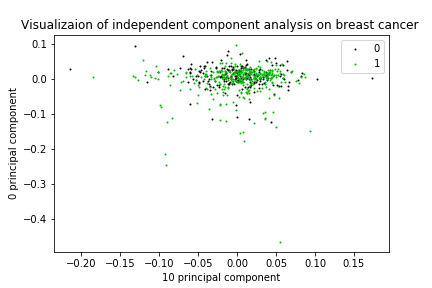 Visualizaion of independent component analysis on breast cancer
0.1
0.0
−0.1
−0.2
−0.3
−0.4
0 principal component
0
1
−0.20 −0.15 −0.10 −0.05 0.00 0.05 0.10 0.15
10 principal component